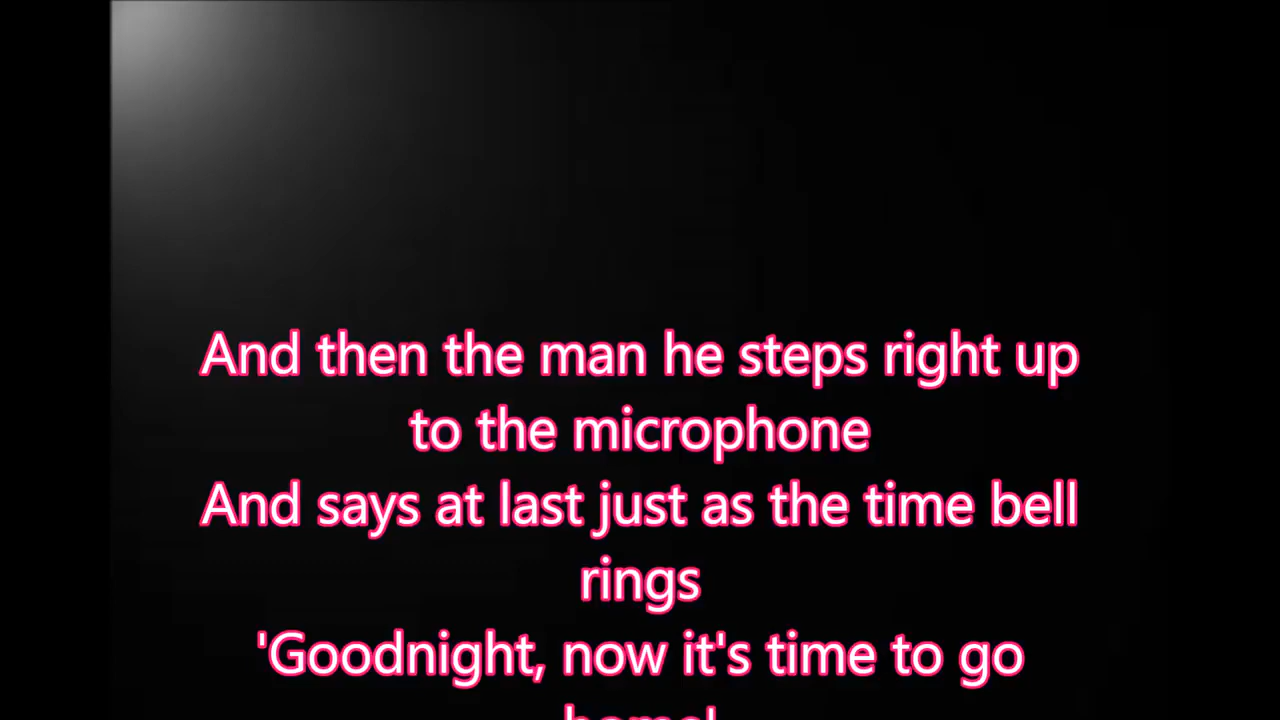 And then the man he steps right up
to the microphone
And says at last just as the time bell
rings
'Goodnight, now it's time to go
home'